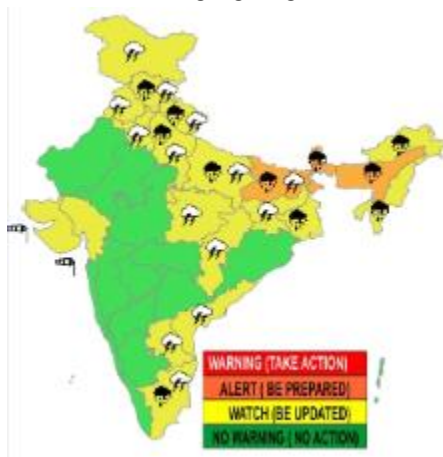 WARNING (TAKE ACTION)
ALERT ( BE PREPARED)
WATCH (BE UPDATED)
NO WARNING ( NO ACTION)